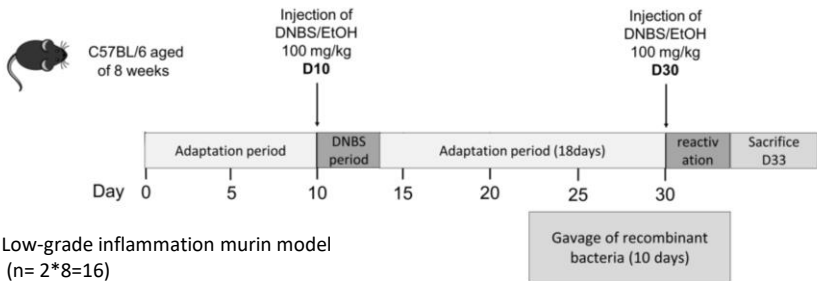 Injection of
DNBS/EtOH
100 mg/kg
D10
Injection of
DNBS/EtOH
100 mg/kg
D30
C57BL/6 aged
of 8 weeks
Adaptation period
DNBS
period
Adaptation period (18days)
reactiv
ation
Sacrifice
D33
Day 0 5 10 15 20 25 30
Gavage of recombinant
bacteria (10 days)
Low-grade inflammation murin model
(n= 2*8=16)